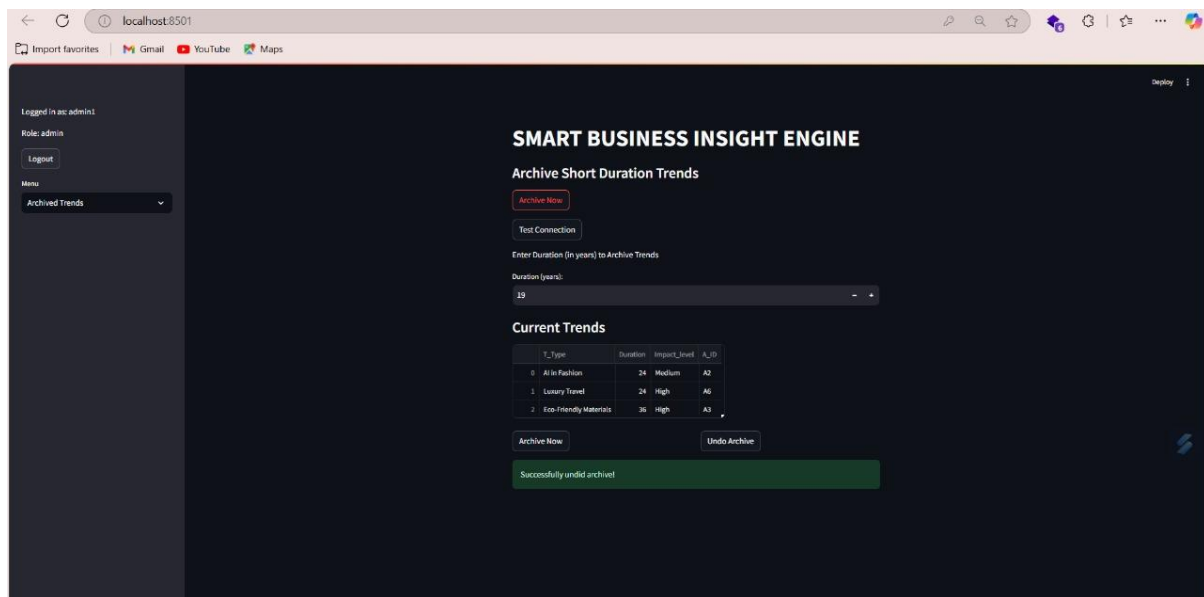 localhost:8501
Import favorites Gmail YouTube Maps
Deploy
Logged in as: admin1
Role: admin
Logout
Menu
Archived Trends
SMART BUSINESS INSIGHT ENGINE
Archive Short Duration Trends
Archive Now
Test Connection
Enter Duration (in years) to Archive Trends
Duration (years):
19
Current Trends
T_Type Duration Impact_level A_ID
0 AI in Fashion 24 Medium A2
1 Luxury Travel 24 High A6
2 Eco-Friendly Materials 36 High A3
Archive Now Undo Archive
Successfully undid archive!